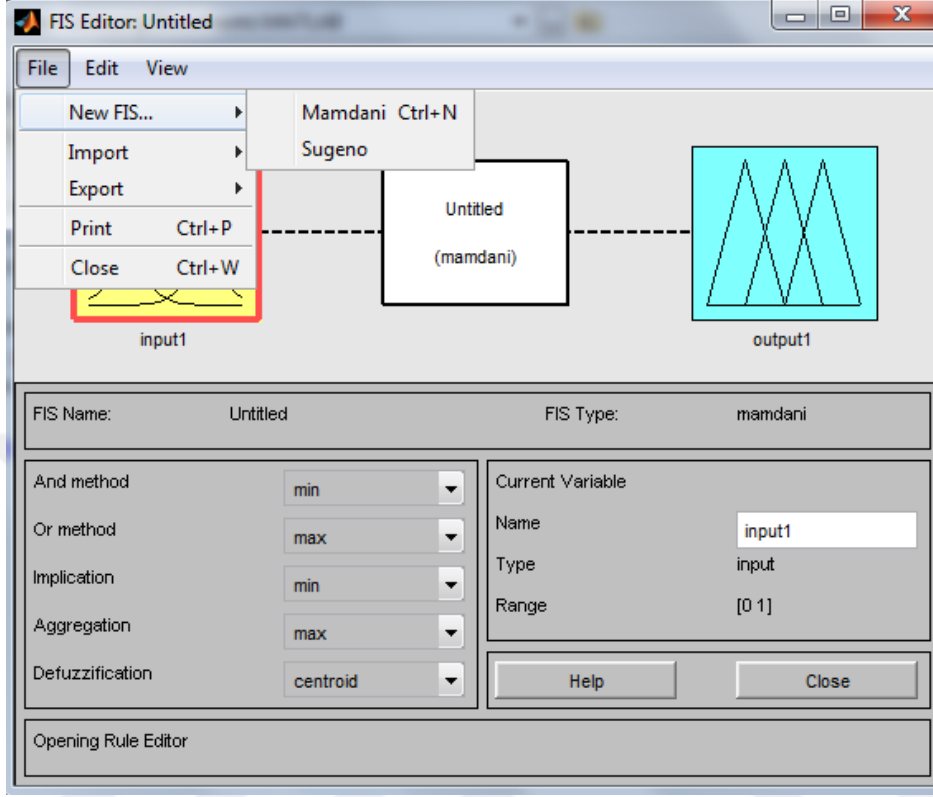 FIS Editor: Untitled
File Edit View
New FIS...
Mamdani Ctrl+N
Import
Sugeno
Export
Print Ctrl+P
Close Ctrl+W
Untitled
(mamdani)
input1
output1
FIS Name: Untitled FIS Type: mamdani
And method min
Or method max
Implication min
Aggregation max
Defuzzification centroid
Current Variable
Name input1
Type input
Range [0 1]
Help Close
Opening Rule Editor